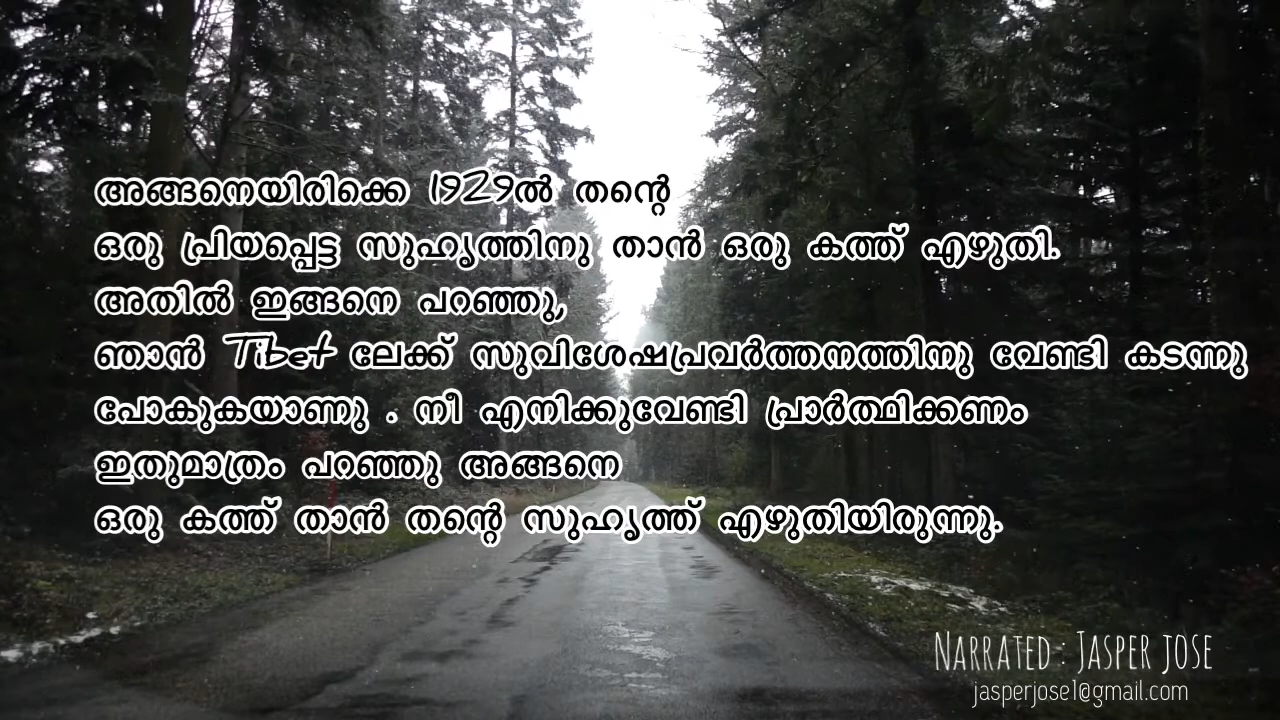 അങ്ങനെയിരിക്കെ 1929ൽ തന്റെ
ഒരു പ്രിയപ്പെട്ട സുഹൃത്തിനു താൻ ഒരു കത്ത് എഴുതി.
അതിൽ ഇങ്ങനെ പറഞ്ഞു,
ഞാൻ Tibet ലേക്ക് സുവിശേഷപ്രവർത്തനത്തിനു വേണ്ടി കടന്നു
പോകുകയാണു . നീ എനിക്കുവേണ്ടി പ്രാർത്ഥിക്കണം
ഇതുമാത്രം പറഞ്ഞു അങ്ങനെ
ഒരു കത്ത് താൻ തന്റെ സുഹൃത്ത് എഴുതിയിരുന്നു.
NARRATED : JASPER JOSE
jasperjose1@gmail.com